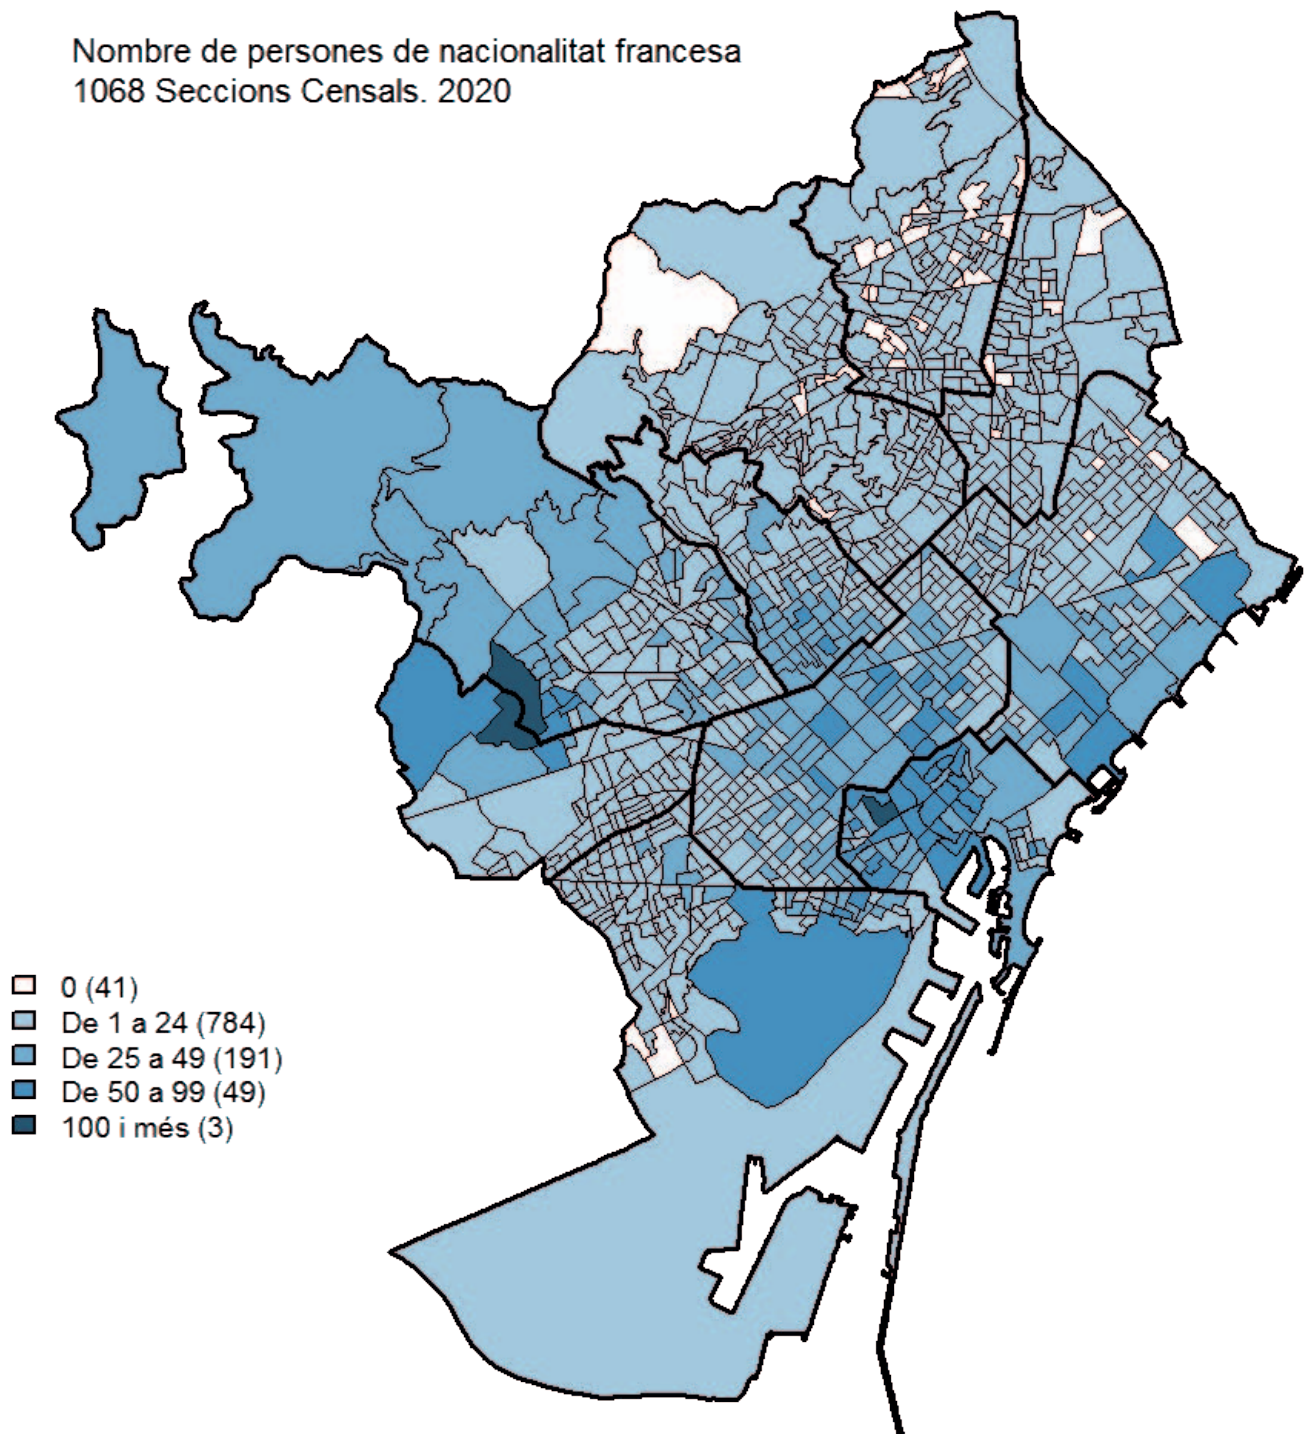 Nombre de persones de nacionalitat francesa
1068 Seccions Censals. 2020
0 (41)
De 1 a 24 (784)
De 25 a 49 (191)
De 50 a 99 (49)
100 i més (3)